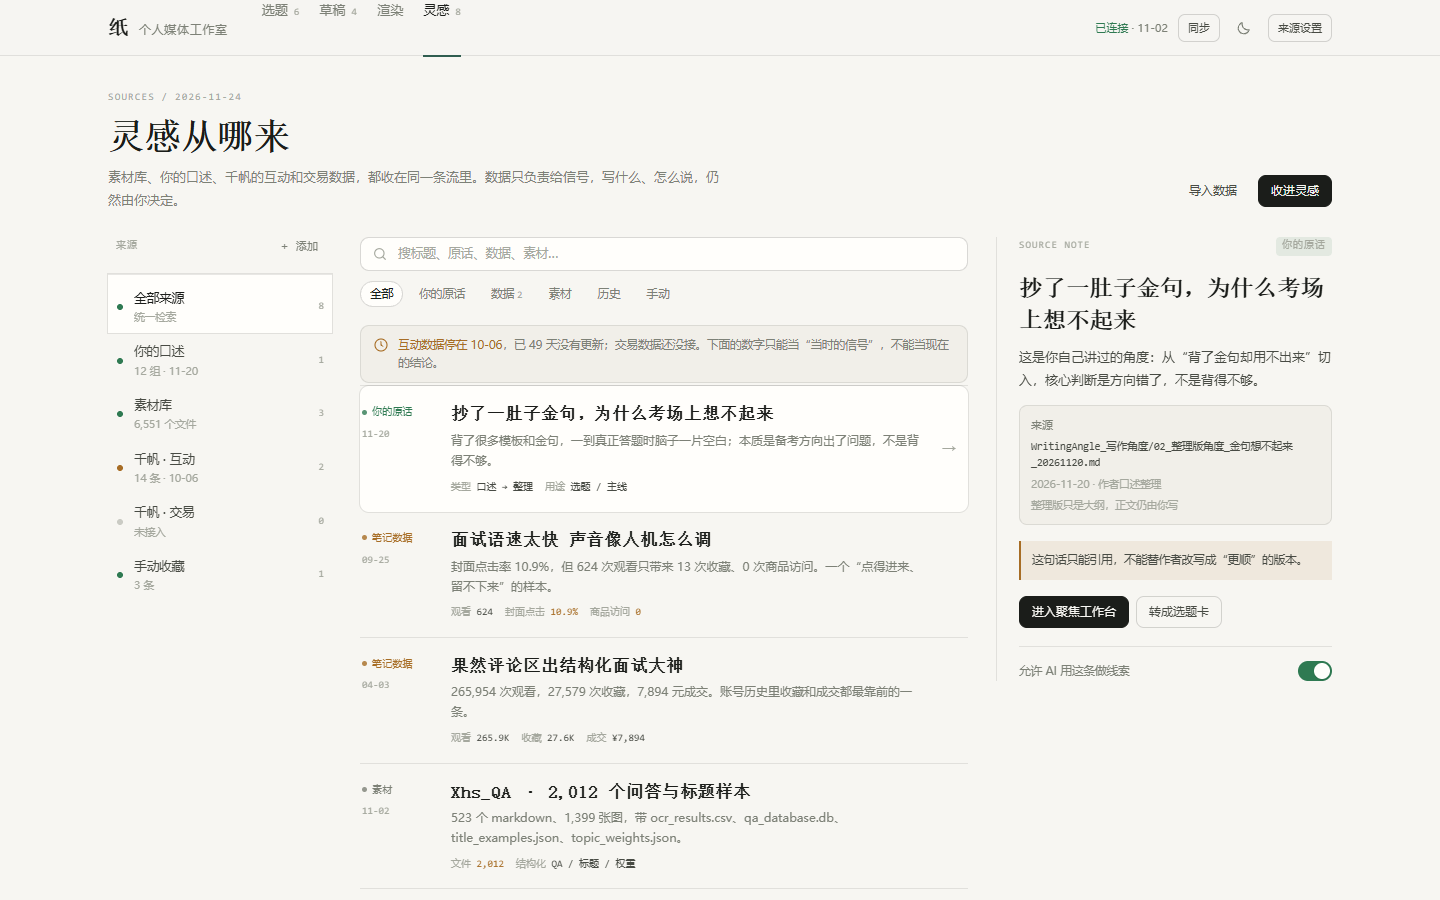 纸 个人媒体工作室 选题 6 草稿 4 渲染 灵感 8 已连接 · 11-02 同步 来源设置
SOURCES / 2026-11-24
灵感从哪来
素材库、你的口述、千帆的互动和交易数据，都收在同一条流里。数据只负责给信号，写什么、怎么说，仍
然由你决定。
导入数据 收进灵感
来源 + 添加
全部来源 8
统一检索
你的口述 1
12 组 · 11-20
素材库 3
6,551 个文件
千帆 · 互动 2
14 条 · 10-06
千帆 · 交易 0
未接入
手动收藏 1
3 条
搜标题、原话、数据、素材...
全部 你的原话 数据 2 素材 历史 手动
互动数据停在 10-06，已 49 天没有更新；交易数据还没接。下面的数字只能当“当时的信号”，不能当现在
的结论。
你的原话
11-20
抄了一肚子金句，为什么考场上想不起来
背了很多模板和金句，一到真正答题时脑子一片空白；本质是备考方向出了问题，不是背
得不够。
→
类型 口述 → 整理 用途 选题 / 主线
笔记数据
09-25
面试语速太快 声音像人机怎么调
封面点击率 10.9%，但 624 次观看只带来 13 次收藏、0 次商品访问。一个“点得进来、
留不下来”的样本。
观看 624 封面点击 10.9% 商品访问 0
笔记数据
04-03
果然评论区出结构化面试大神
265,954 次观看，27,579 次收藏，7,894 元成交。账号历史里收藏和成交都最靠前的一
条。
观看 265.9K 收藏 27.6K 成交 ¥7,894
素材
11-02
Xhs_QA · 2,012 个问答与标题样本
523 个 markdown、1,399 张图，带 ocr_results.csv、qa_database.db、
title_examples.json、topic_weights.json。
文件 2,012 结构化 QA / 标题 / 权重
SOURCE NOTE 你的原话
抄了一肚子金句，为什么考场
上想不起来
这是你自己讲过的角度：从“背了金句却用不出来”切
入，核心判断是方向错了，不是背得不够。
来源
WritingAngle_写作角度/02_整理版角度_金句想不起来
_20261120.md
2026-11-20 · 作者口述整理
整理版只是大纲，正文仍由你写
这句话只能引用，不能替作者改写成“更顺”的版本。
进入聚焦工作台 转成选题卡
允许 AI 用这条做线索